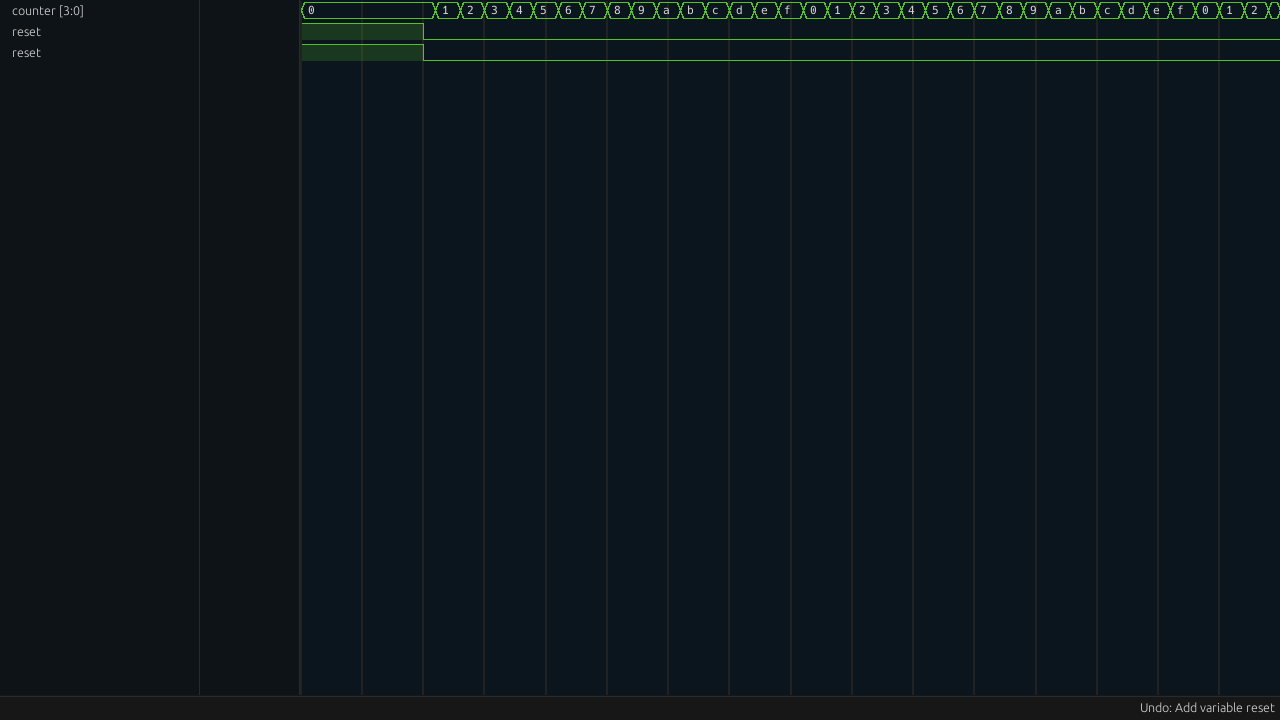 counter [3:0] 0 1 2 3 4 5 6 7 8 9 a b c d e f 0 1 2 3 4 5 6 7 8 9 a b c d e f 0 1 2
reset
reset
Undo: Add variable reset